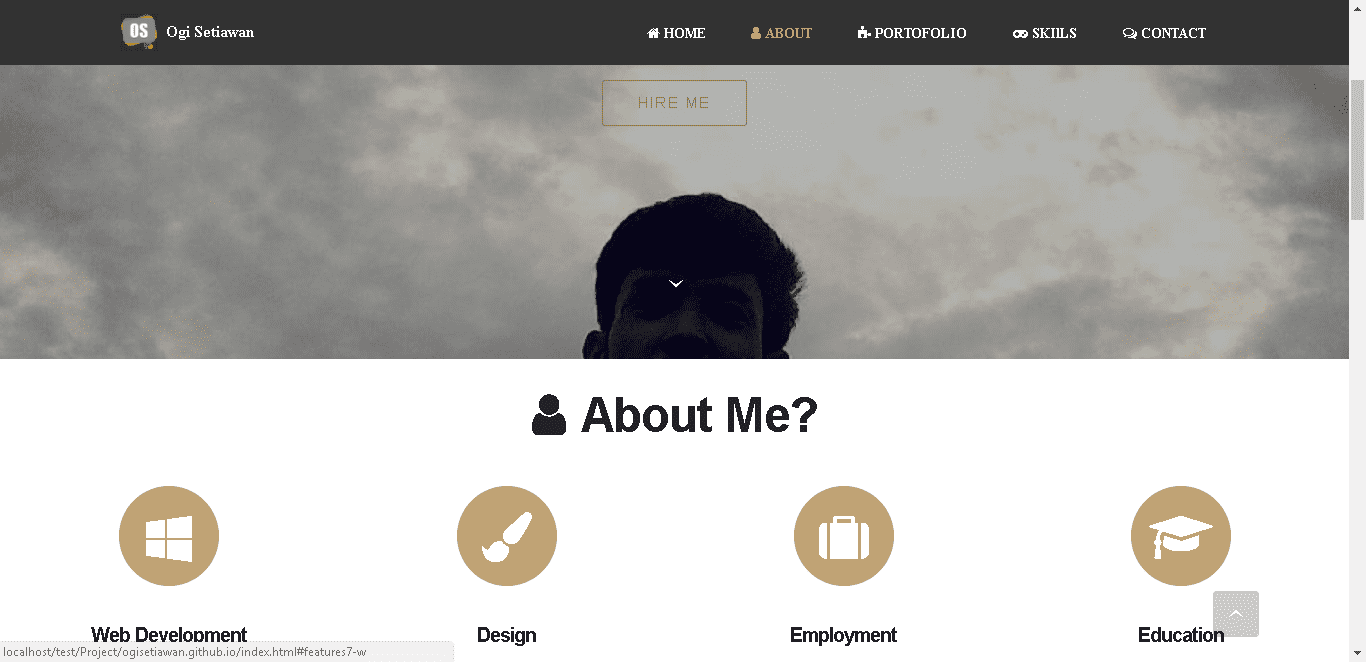 OS Ogi Setiawan
HOME ABOUT PORTOFOLIO SKIlLS CONTACT
HIRE ME
About Me?
Web Development Design Employment Education
localhost/test/Project/ogisetiawan.github.io/index.html#features7-w